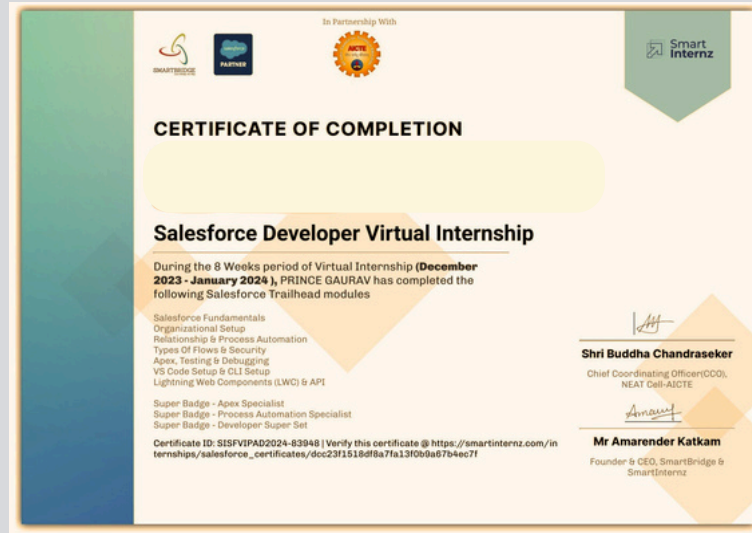 In Partnership With
SMARTBRIDGE
salesforce
PARTNER
AICTE
Smart
Internz
CERTIFICATE OF COMPLETION
Salesforce Developer Virtual Internship
During the 8 Weeks period of Virtual Internship (December
2023 - January 2024 ), PRINCE GAURAV has completed the
following Salesforce Trailhead modules
Salesforce Fundamentals
Organizational Setup
Relationship & Process Automation
Types Of Flows & Security
Apex, Testing & Debugging
VS Code Setup & CLI Setup
Lightning Web Components (LWC) & API
Super Badge - Apex Specialist
Super Badge - Process Automation Specialist
Super Badge - Developer Super Set
Certificate ID: SISFVIPAD2024-83948 | Verify this certificate @ https://smartinternz.com/in
ternships/salesforce_certificates/dcc23f1518df8a7fa13f0b9a67b4ec7f
Shri Buddha Chandraseker
Chief Coordinating Officer(CCO),
NEAT Cell-AICTE
Mr Amarender Katkam
Founder & CEO, SmartBridge &
SmartInternz